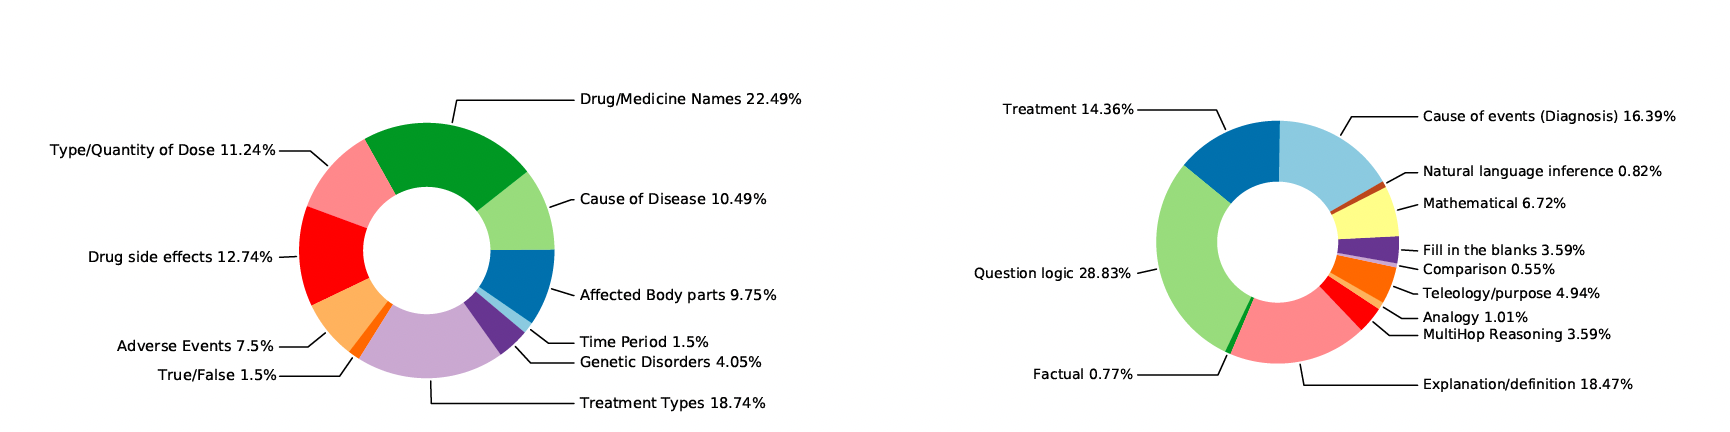 Drug/Medicine Names 22.49%
Type/Quantity of Dose 11.24%
Cause of Disease 10.49%
Drug side effects 12.74%
Affected Body parts 9.75%
Adverse Events 7.5%
Time Period 1.5%
Genetic Disorders 4.05%
True/False 1.5%
Treatment Types 18.74%
Treatment 14.36%
Cause of events (Diagnosis) 16.39%
Natural language inference 0.82%
Mathematical 6.72%
Fill in the blanks 3.59%
Question logic 28.83%
Comparison 0.55%
Teleology/purpose 4.94%
Analogy 1.01%
MultiHop Reasoning 3.59%
Factual 0.77%
Explanation/definition 18.47%